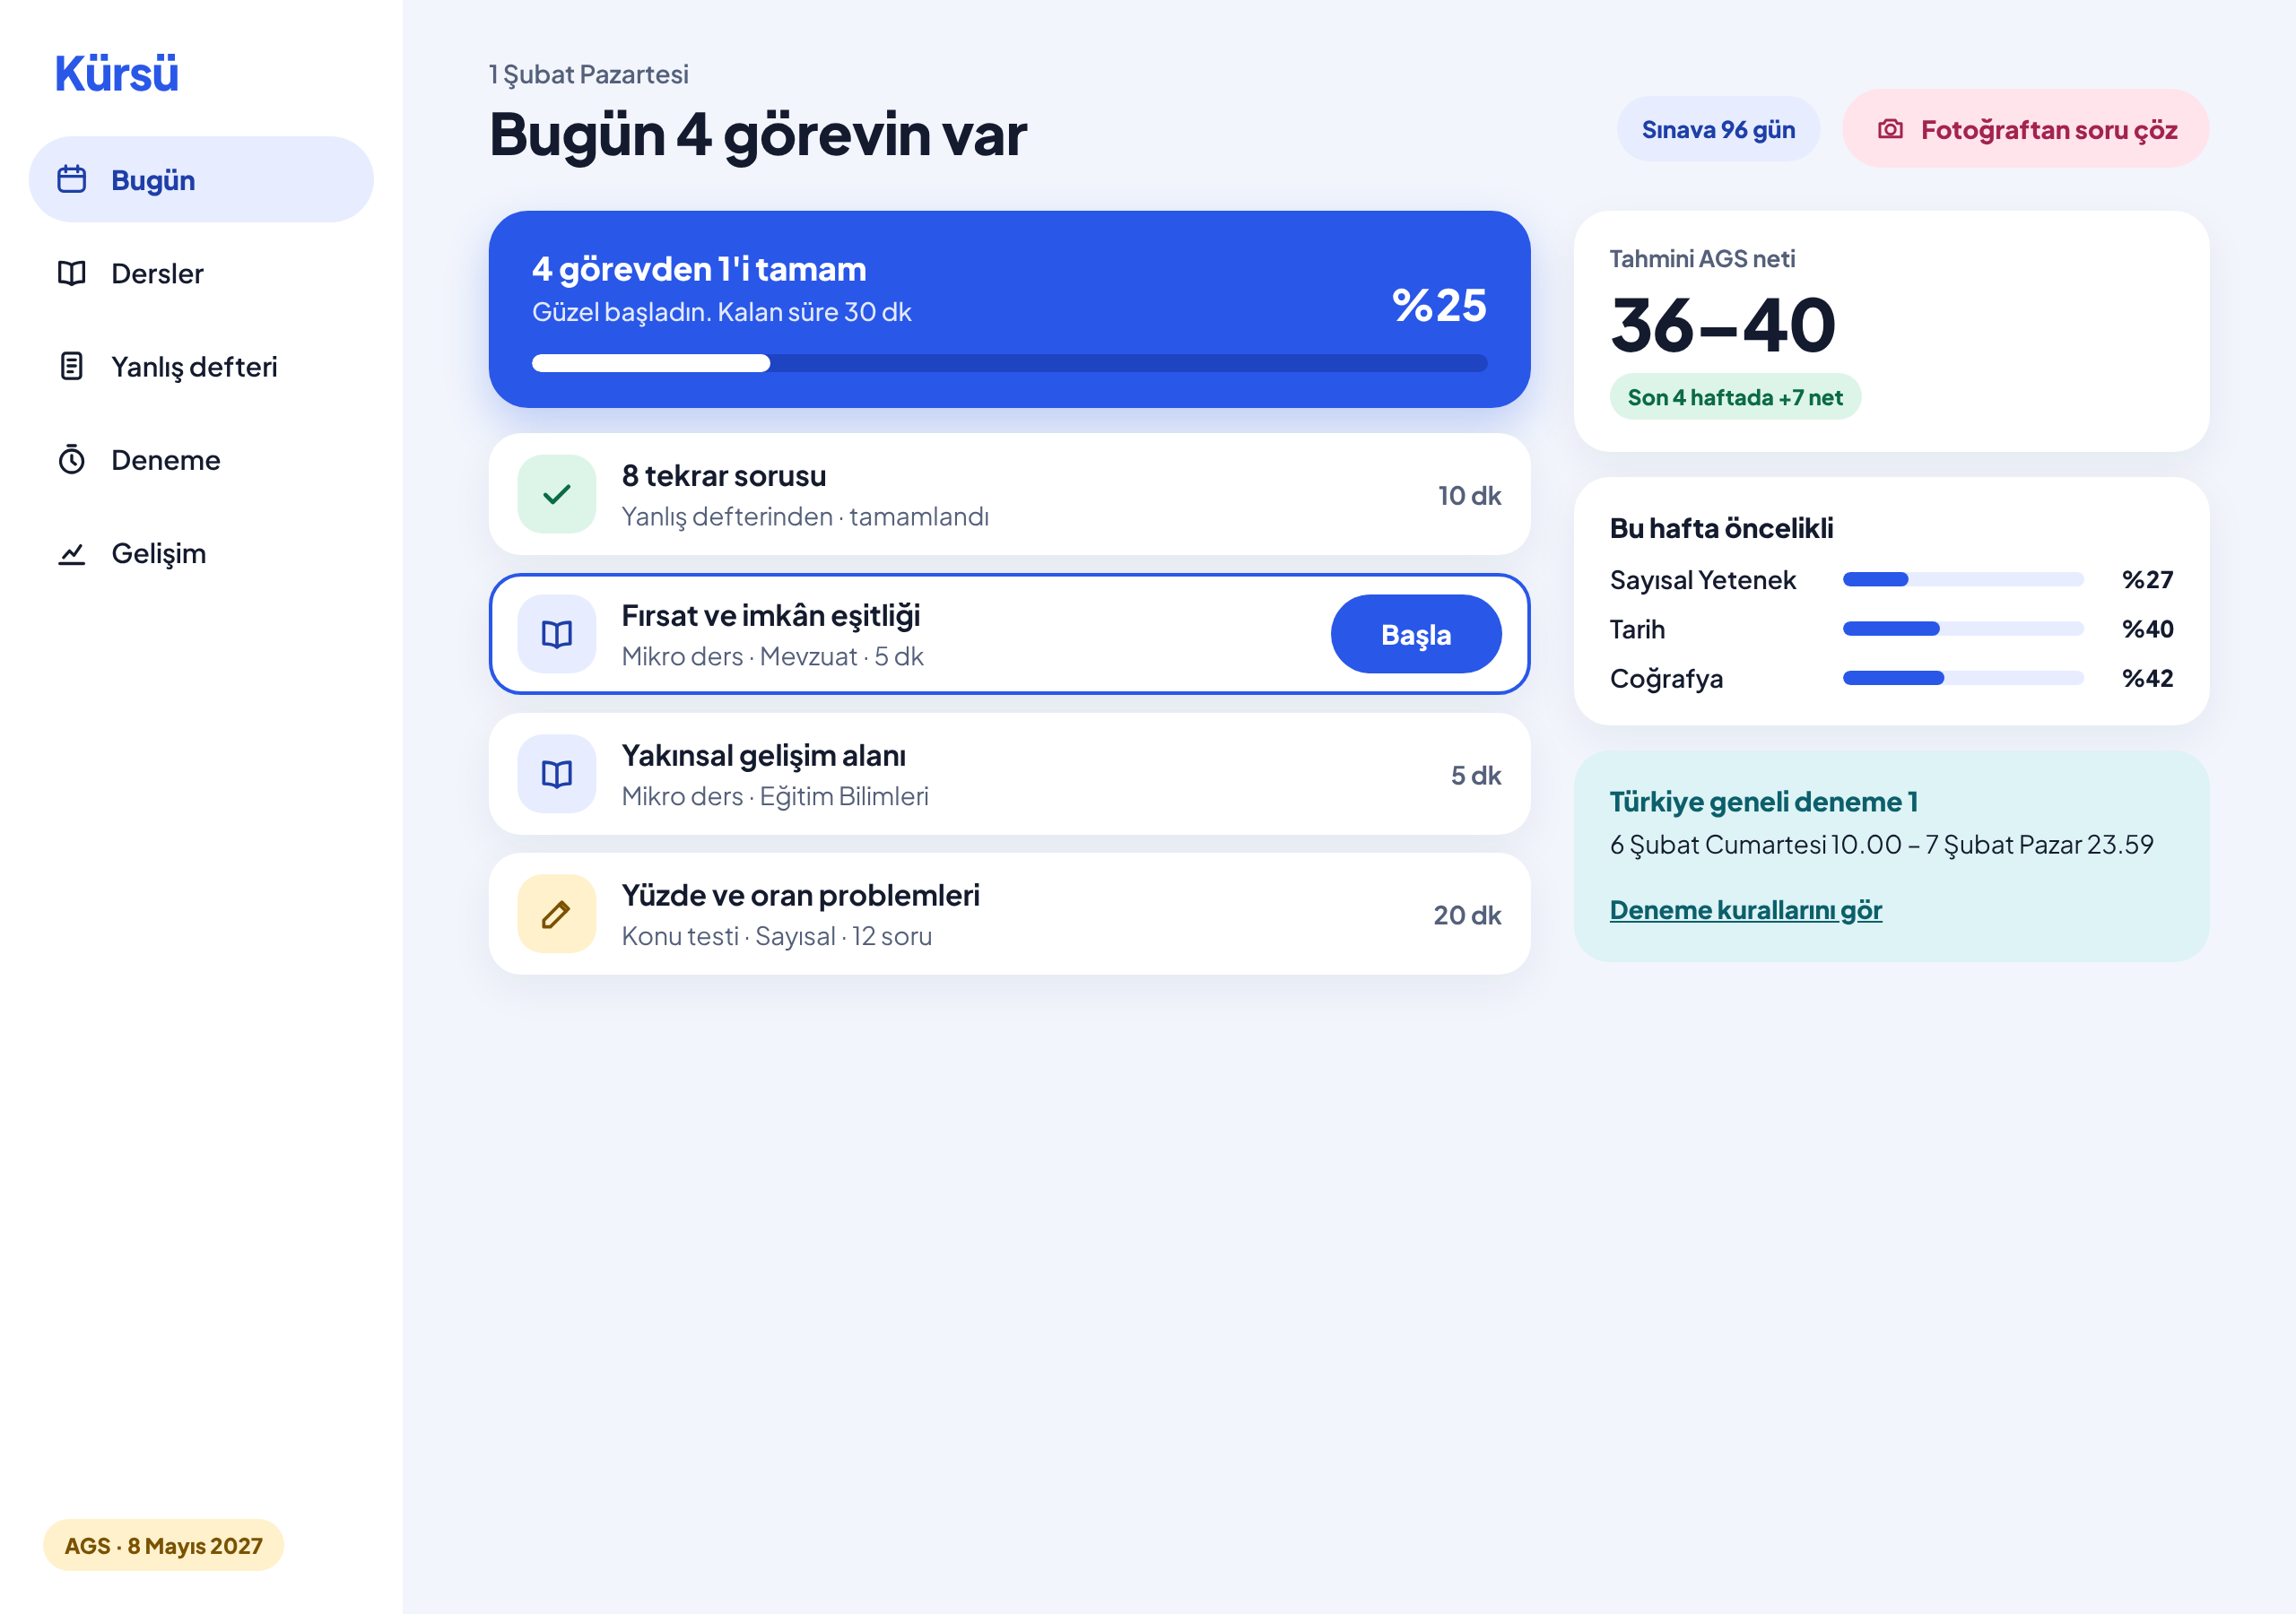 Kürsü
Bugün
Dersler
Yanlış defteri
Deneme
Gelişim
AGS · 8 Mayıs 2027
1 Şubat Pazartesi
Bugün 4 görevin var
Sınava 96 gün
Fotoğraftan soru çöz
4 görevden 1'i tamam
Güzel başladın. Kalan süre 30 dk
%25
8 tekrar sorusu
Yanlış defterinden · tamamlandı
10 dk
Fırsat ve imkân eşitliği
Mikro ders · Mevzuat · 5 dk
Başla
Yakınsal gelişim alanı
Mikro ders · Eğitim Bilimleri
5 dk
Yüzde ve oran problemleri
Konu testi · Sayısal · 12 soru
20 dk
Tahmini AGS neti
36–40
Son 4 haftada +7 net
Bu hafta öncelikli
Sayısal Yetenek %27
Tarih %40
Coğrafya %42
Türkiye geneli deneme 1
6 Şubat Cumartesi 10.00 – 7 Şubat Pazar 23.59
Deneme kurallarını gör